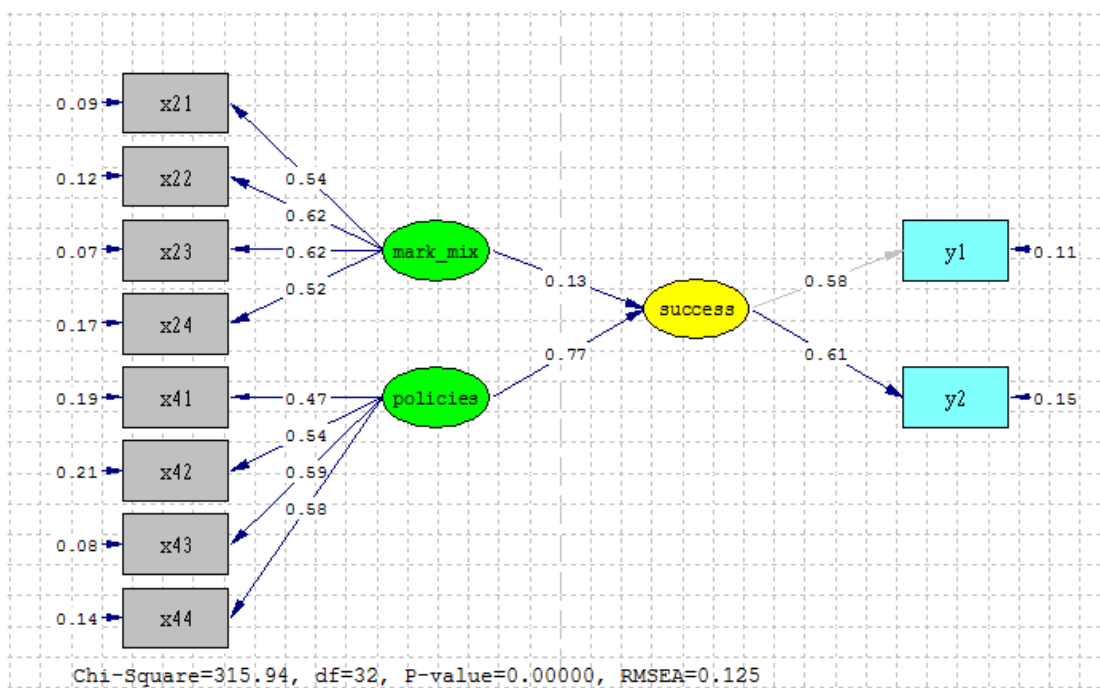 0.09 x21
0.54
0.12 x22
0.62
0.07 x23 0.62 mark_mix
0.13
y1 0.11
0.58
0.52
success
0.17 x24
0.77
0.61
0.19 x41 0.47 policies
y2 0.15
0.54
0.21 x42 0.59
0.58
0.08 x43
0.14 x44
Chi-Square=315.94, df=32, P-value=0.00000, RMSEA=0.125